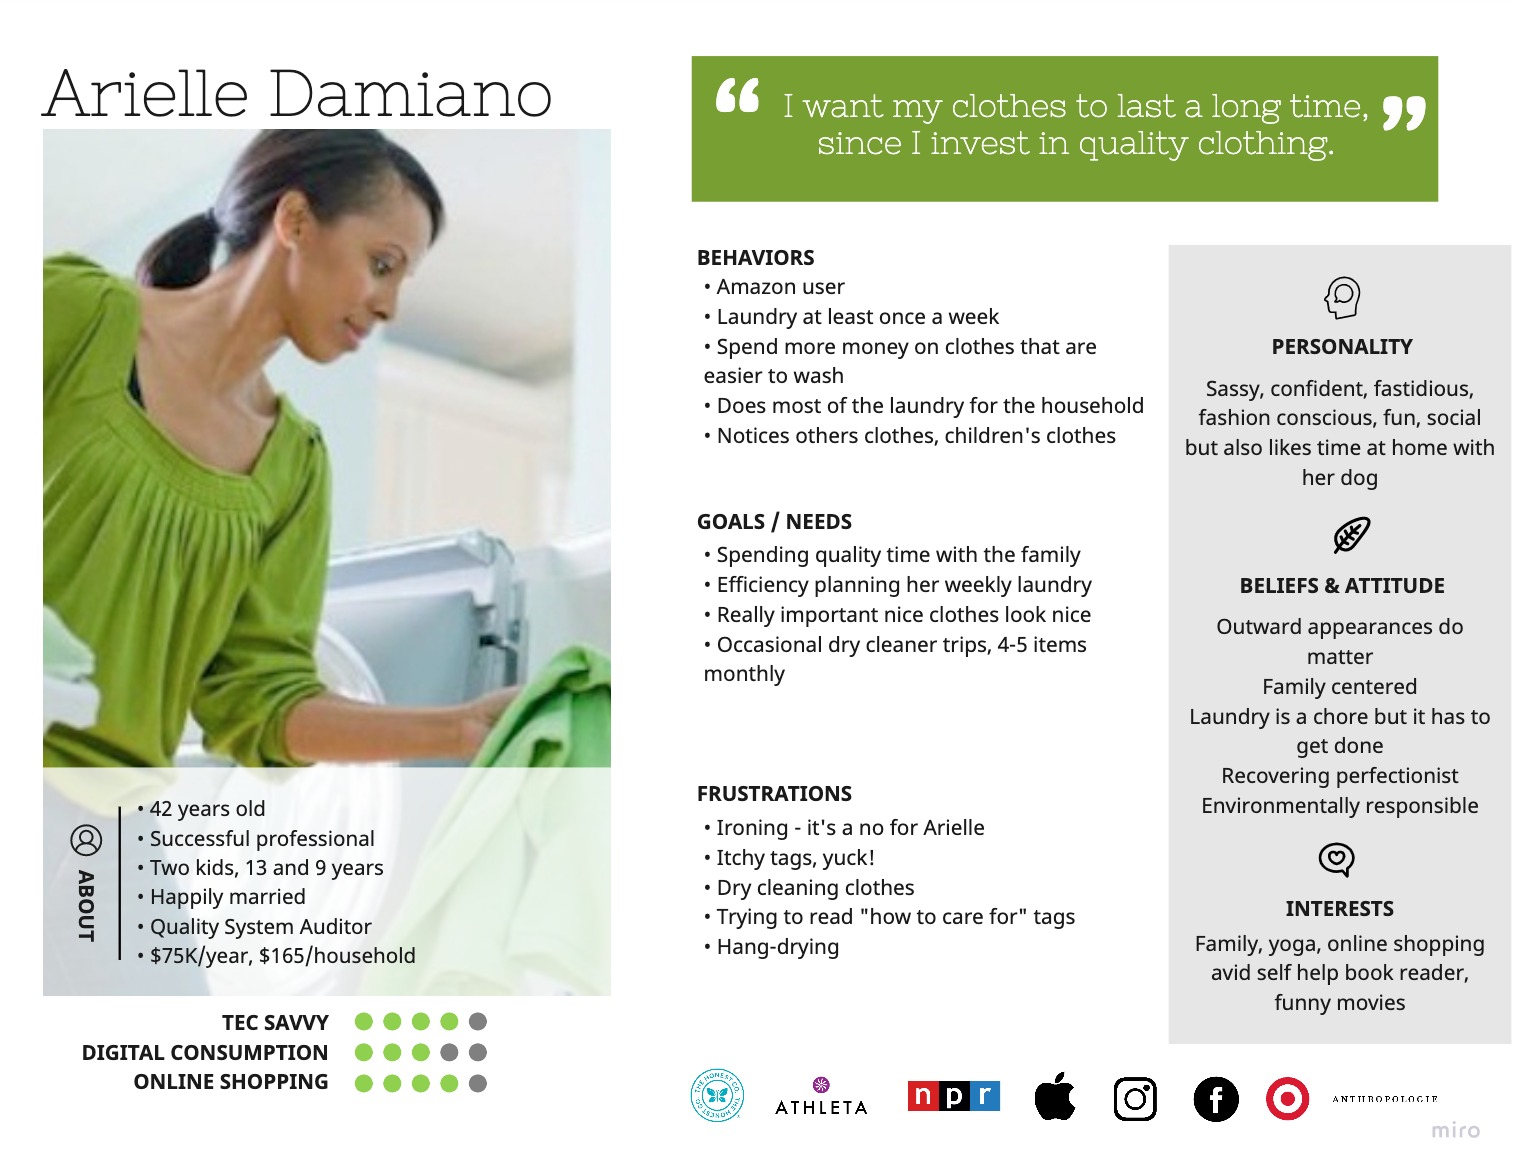 Arielle Damiano
“ I want my clothes to last a long time, ”
since I invest in quality clothing.
ABOUT
• 42 years old
• Successful professional
• Two kids, 13 and 9 years
• Happily married
• Quality System Auditor
• $75K/year, $165/household
TEC SAVVY
DIGITAL CONSUMPTION
ONLINE SHOPPING
BEHAVIORS
• Amazon user
• Laundry at least once a week
• Spend more money on clothes that are
easier to wash
• Does most of the laundry for the household
• Notices others clothes, children's clothes
GOALS / NEEDS
• Spending quality time with the family
• Efficiency planning her weekly laundry
• Really important nice clothes look nice
• Occasional dry cleaner trips, 4-5 items
monthly
FRUSTRATIONS
• Ironing - it's a no for Arielle
• Itchy tags, yuck!
• Dry cleaning clothes
• Trying to read "how to care for" tags
• Hang-drying
PERSONALITY
Sassy, confident, fastidious,
fashion conscious, fun, social
but also likes time at home with
her dog
BELIEFS & ATTITUDE
Outward appearances do
matter
Family centered
Laundry is a chore but it has to
get done
Recovering perfectionist
Environmentally responsible
INTERESTS
Family, yoga, online shopping
avid self help book reader,
funny movies
THE HONEST CO. THE HONEST CO.
ATHLETA
npr
f
ANTHROPOLOGIE
miro